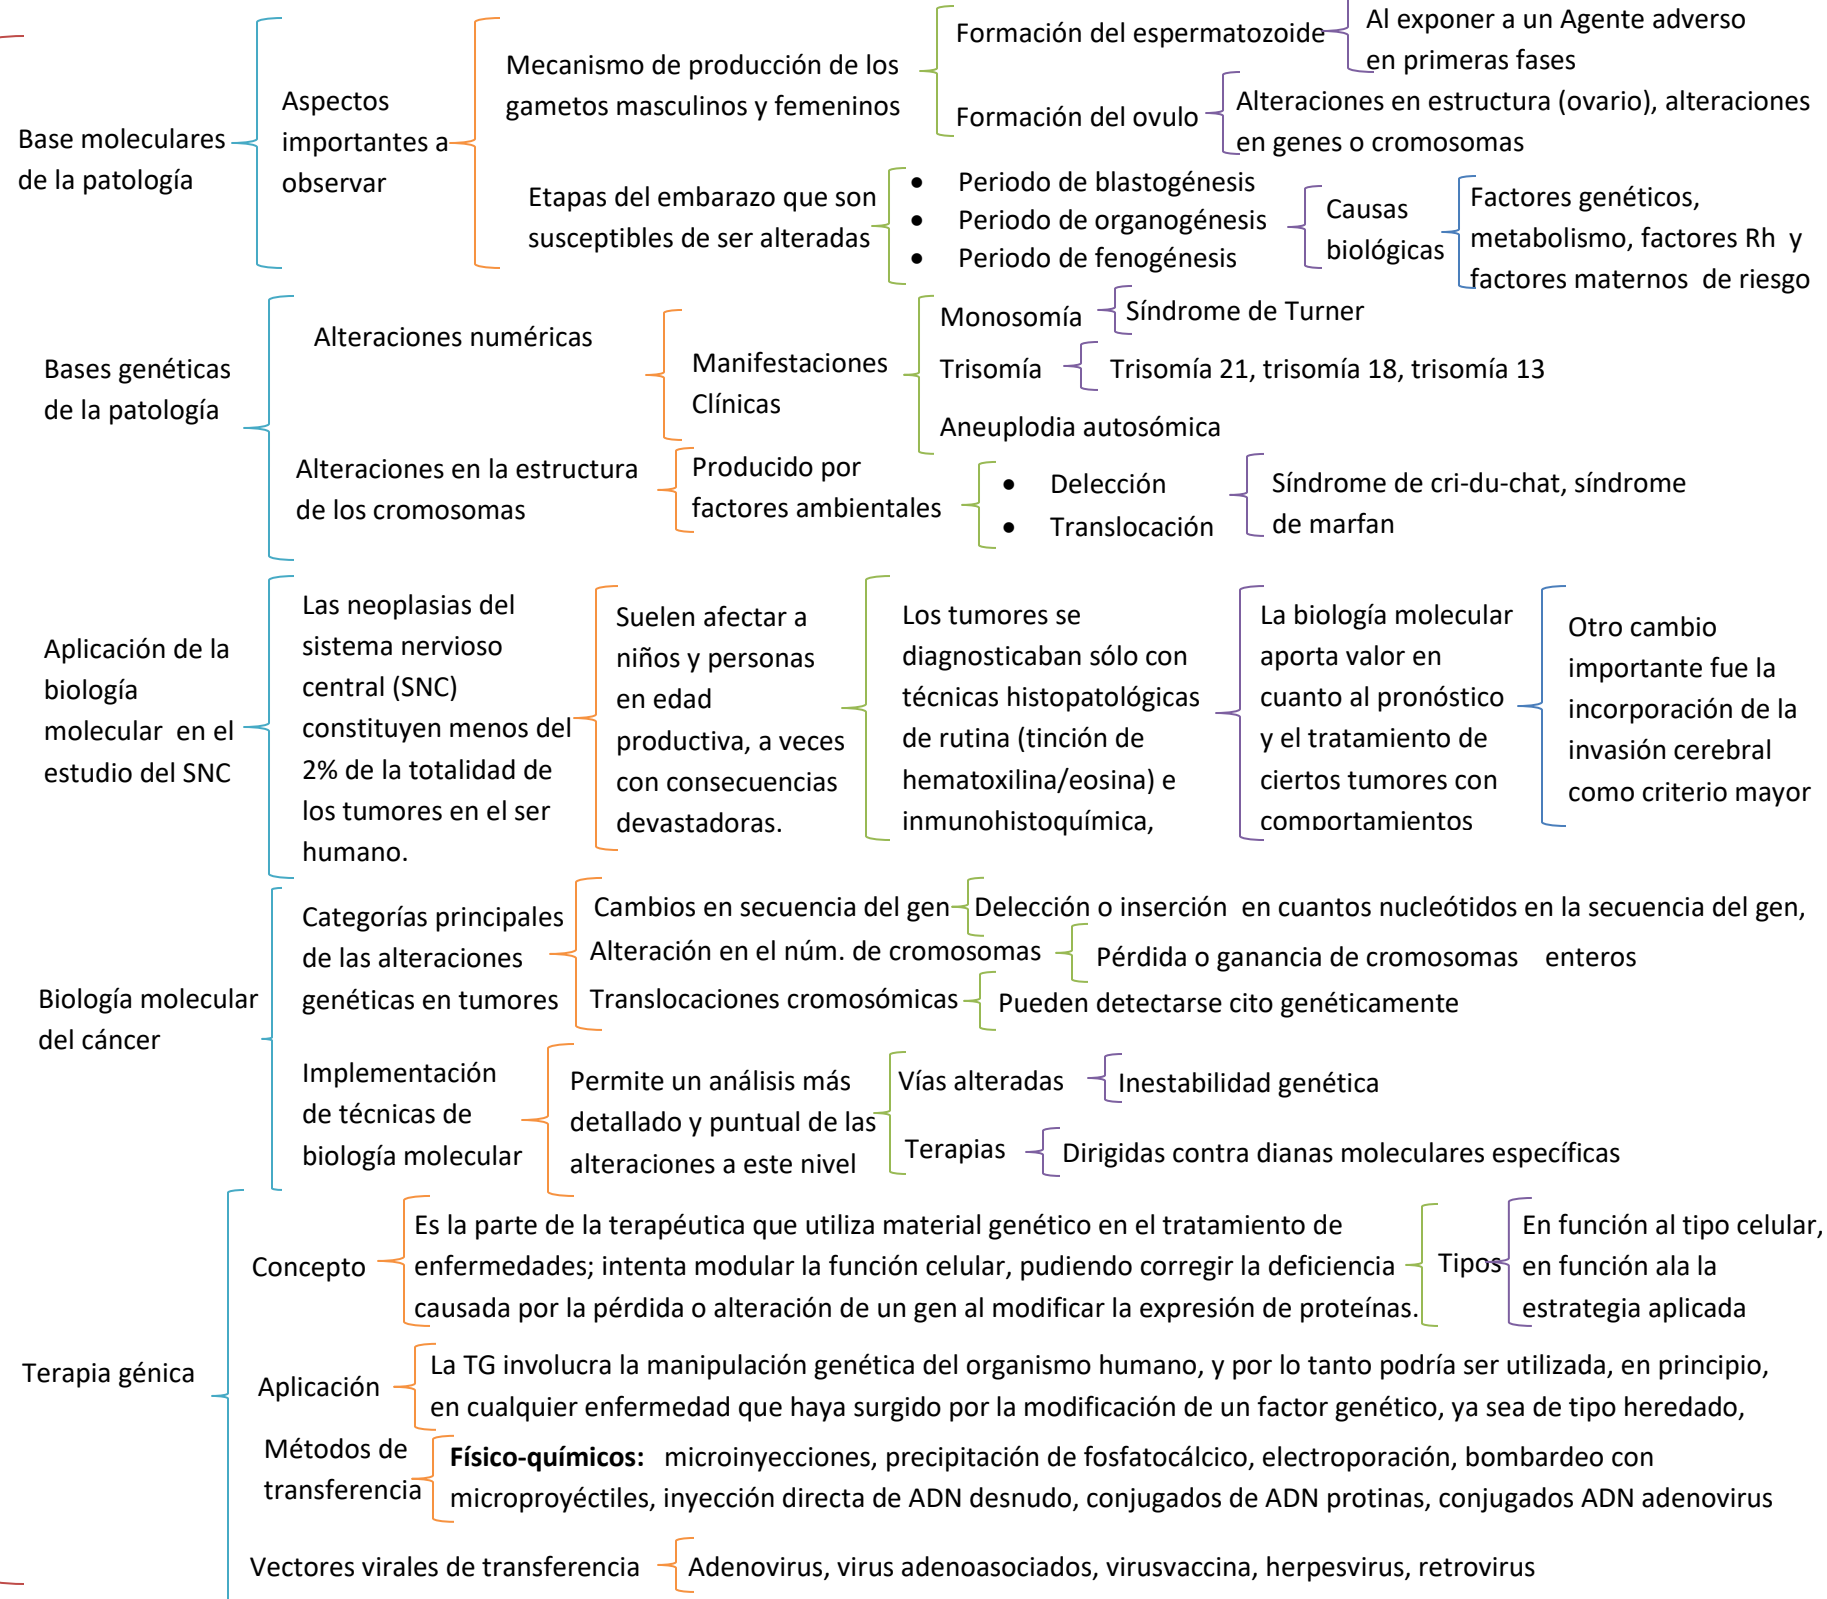 Base moleculares
de la patología
Aspectos
importantes a
observar
Mecanismo de producción de los
gametos masculinos y femeninos
Formación del espermatozoide
Al exponer a un Agente adverso
en primeras fases
Formación del ovulo
Alteraciones en estructura (ovario), alteraciones
en genes o cromosomas
Etapas del embarazo que son
susceptibles de ser alteradas
• Periodo de blastogénesis
• Periodo de organogénesis
• Periodo de fenogénesis
Causas
biológicas
Factores genéticos,
metabolismo, factores Rh y
factores maternos de riesgo
Bases genéticas
de la patología
Alteraciones numéricas
Manifestaciones
Clínicas
Monosomía
Síndrome de Turner
Trisomía
Trisomía 21, trisomía 18, trisomía 13
Aneuplodia autosómica
Alteraciones en la estructura
de los cromosomas
Producido por
factores ambientales
• Delección
• Translocación
Síndrome de cri-du-chat, síndrome
de marfan
Aplicación de la
biología
molecular en el
estudio del SNC
Las neoplasias del
sistema nervioso
central (SNC)
constituyen menos del
2% de la totalidad de
los tumores en el ser
humano.
Suelen afectar a
niños y personas
en edad
productiva, a veces
con consecuencias
devastadoras.
Los tumores se
diagnosticaban sólo con
técnicas histopatológicas
de rutina (tinción de
hematoxilina/eosina) e
inmunohistoquímica,
La biología molecular
aporta valor en
cuanto al pronóstico
y el tratamiento de
ciertos tumores con
comportamientos
Otro cambio
importante fue la
incorporación de la
invasión cerebral
como criterio mayor
Biología molecular
del cáncer
Categorías principales
de las alteraciones
genéticas en tumores
Cambios en secuencia del gen
Delección o inserción en cuantos nucleótidos en la secuencia del gen,
Alteración en el núm. de cromosomas
Pérdida o ganancia de cromosomas enteros
Translocaciones cromosómicas
Pueden detectarse cito genéticamente
Implementación
de técnicas de
biología molecular
Permite un análisis más
detallado y puntual de las
alteraciones a este nivel
Vías alteradas
Inestabilidad genética
Terapias
Dirigidas contra dianas moleculares específicas
Terapia génica
Concepto
Es la parte de la terapéutica que utiliza material genético en el tratamiento de
enfermedades; intenta modular la función celular, pudiendo corregir la deficiencia
causada por la pérdida o alteración de un gen al modificar la expresión de proteínas.
Tipos
En función al tipo celular,
en función ala la
estrategia aplicada
Aplicación
La TG involucra la manipulación genética del organismo humano, y por lo tanto podría ser utilizada, en principio,
en cualquier enfermedad que haya surgido por la modificación de un factor genético, ya sea de tipo heredado,
Métodos de
transferencia
Físico-químicos: microinyecciones, precipitación de fosfatocálcico, electroporación, bombardeo con
microproyéctiles, inyección directa de ADN desnudo, conjugados de ADN protinas, conjugados ADN adenovirus
Vectores virales de transferencia
Adenovirus, virus adenoasociados, virusvaccina, herpesvirus, retrovirus